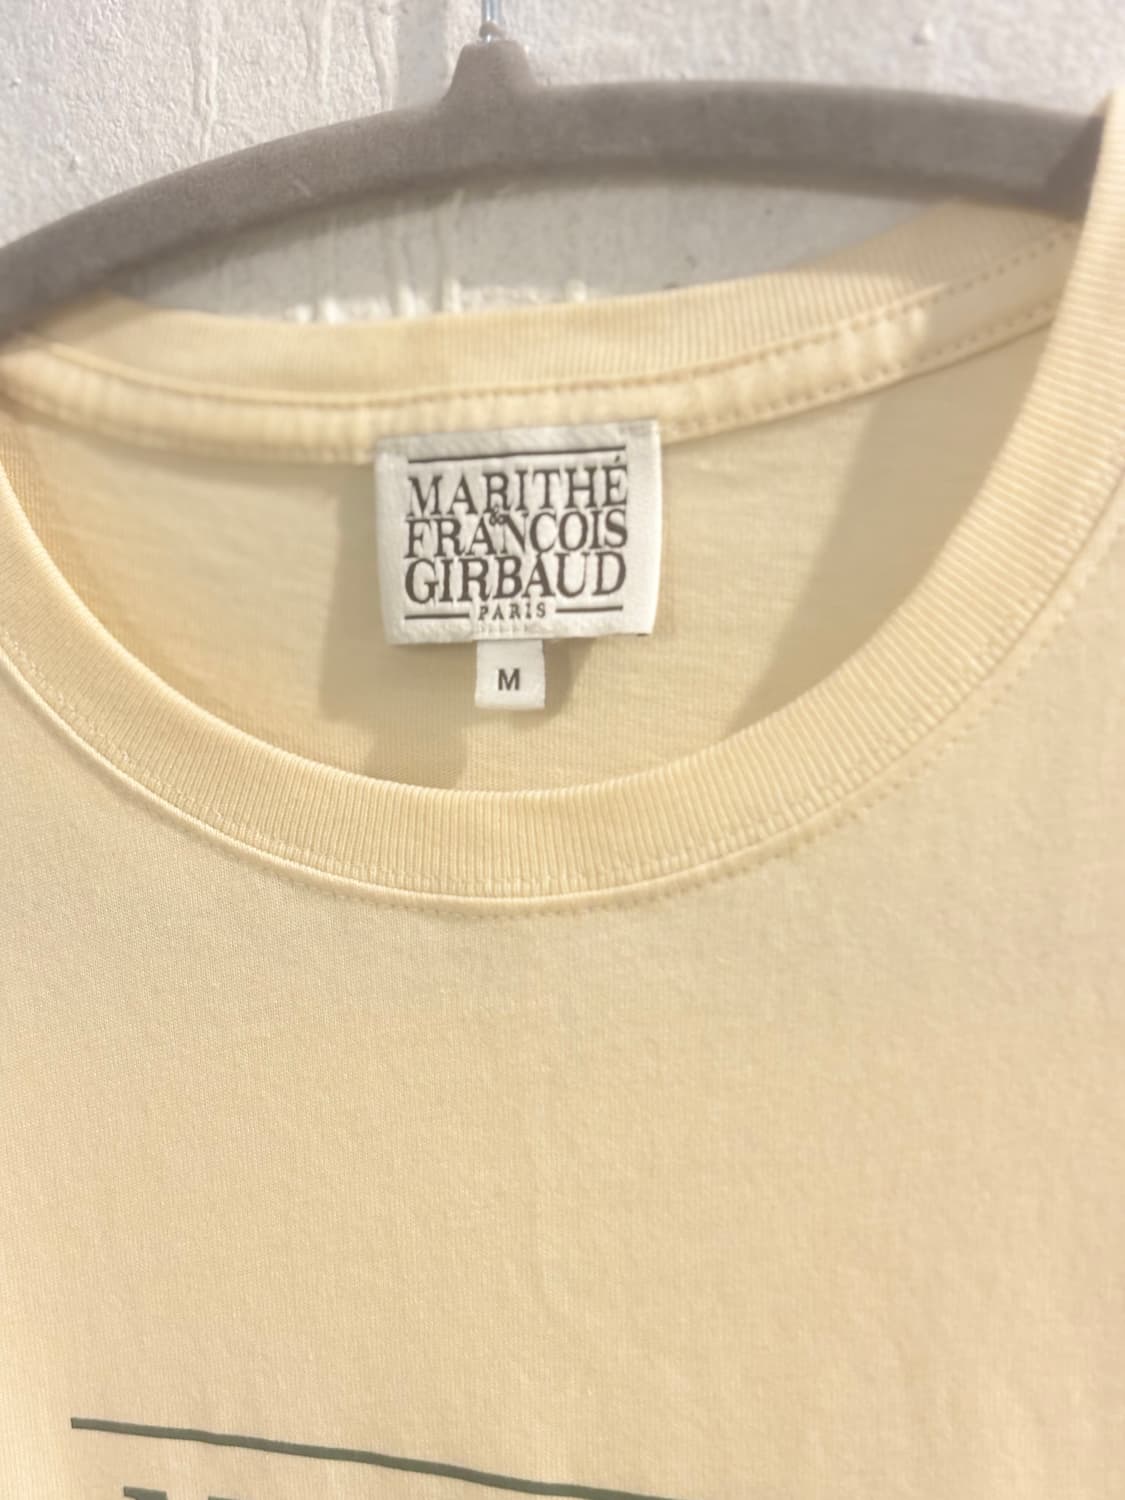 MARITHÉ
&
FRANCOIS
GIRBAUD
PARIS
M